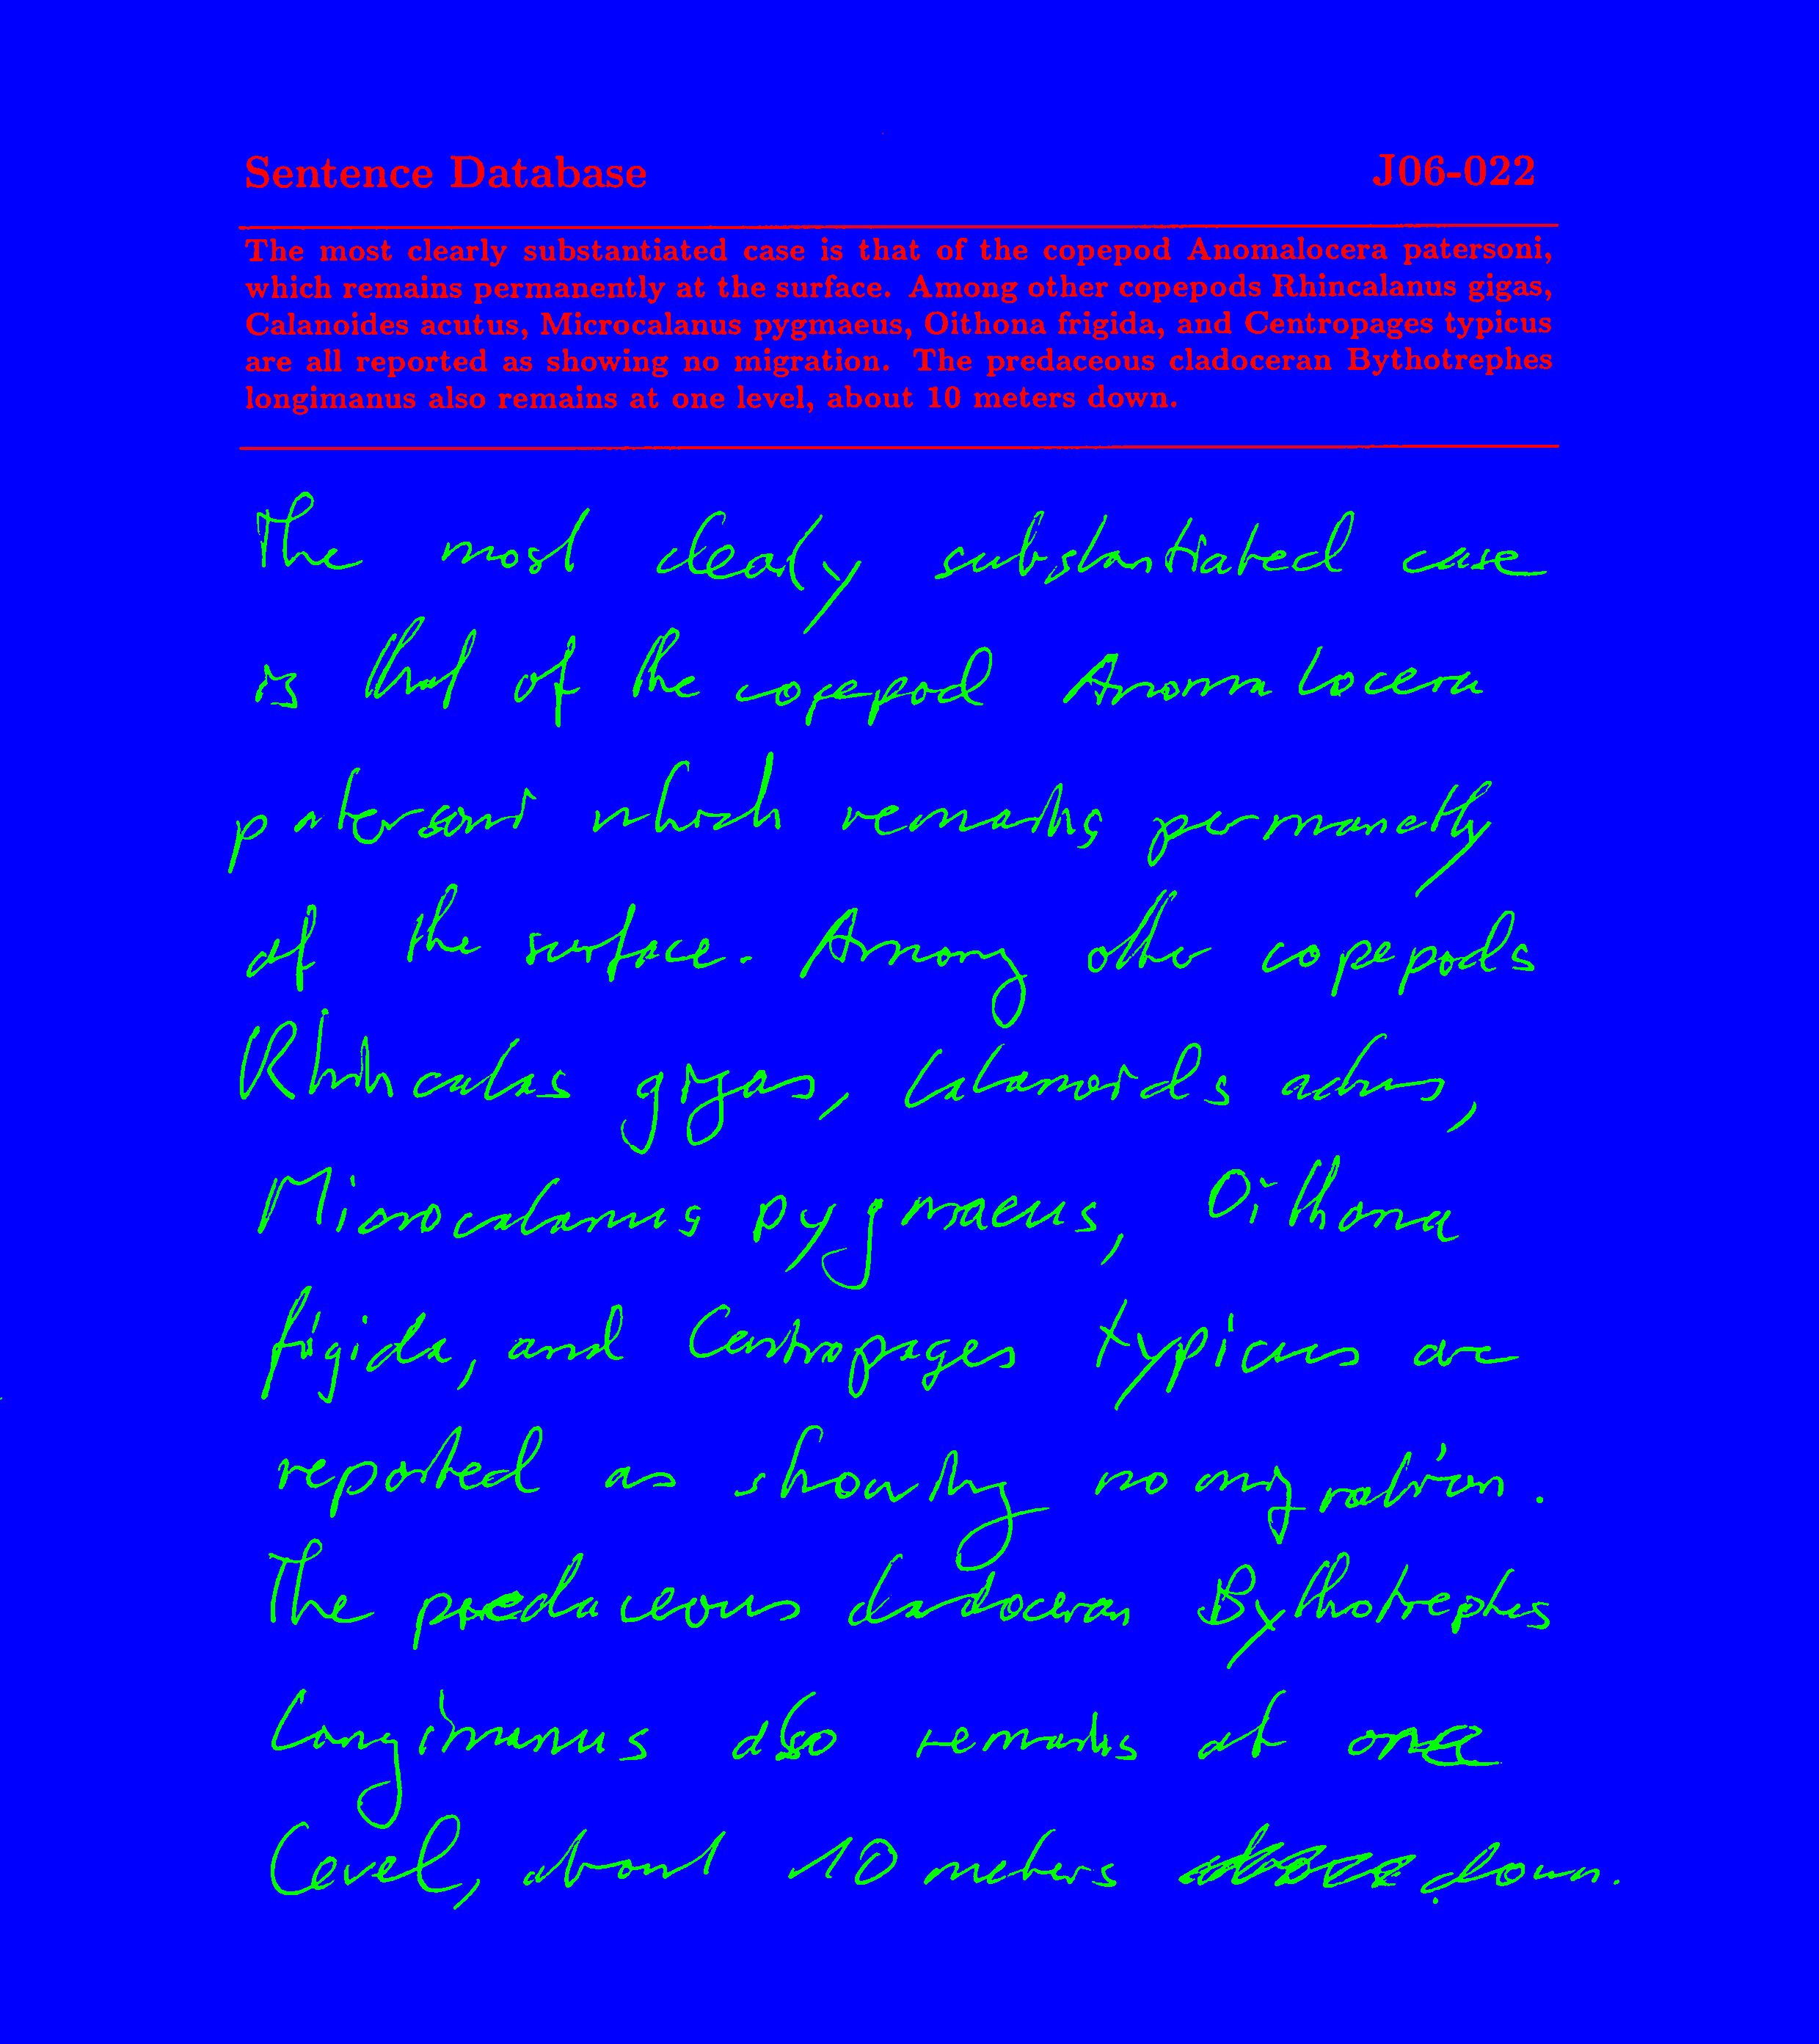 Sentence Database J06-022
The most clearly substantiated case is that of the copepod Anomalocera patersoni,
which remains permanently at the surface. Among other copepods Rhincalanus gigas,
Calanoides acutus, Microcalanus pygmaeus, Oithona frigida, and Centropages typicus
are all reported as showing no migration. The predaceous cladoceran Bythotrephes
longimanus also remains at one level, about 10 meters down.
The most clearly substantiated case
is that of the copepod Anomalocera
patersoni which remains permanetly
at the surface. Among other copepods
Rhinculas gigas, Calanoids acutus,
Microcalanus pygmaeus, Oithona
frigida, and Centropages typicus are
reported as showing no migration.
The predaceous cladoceran Bythotrephes
longimanus also remains at one
level, about 10 meters down.